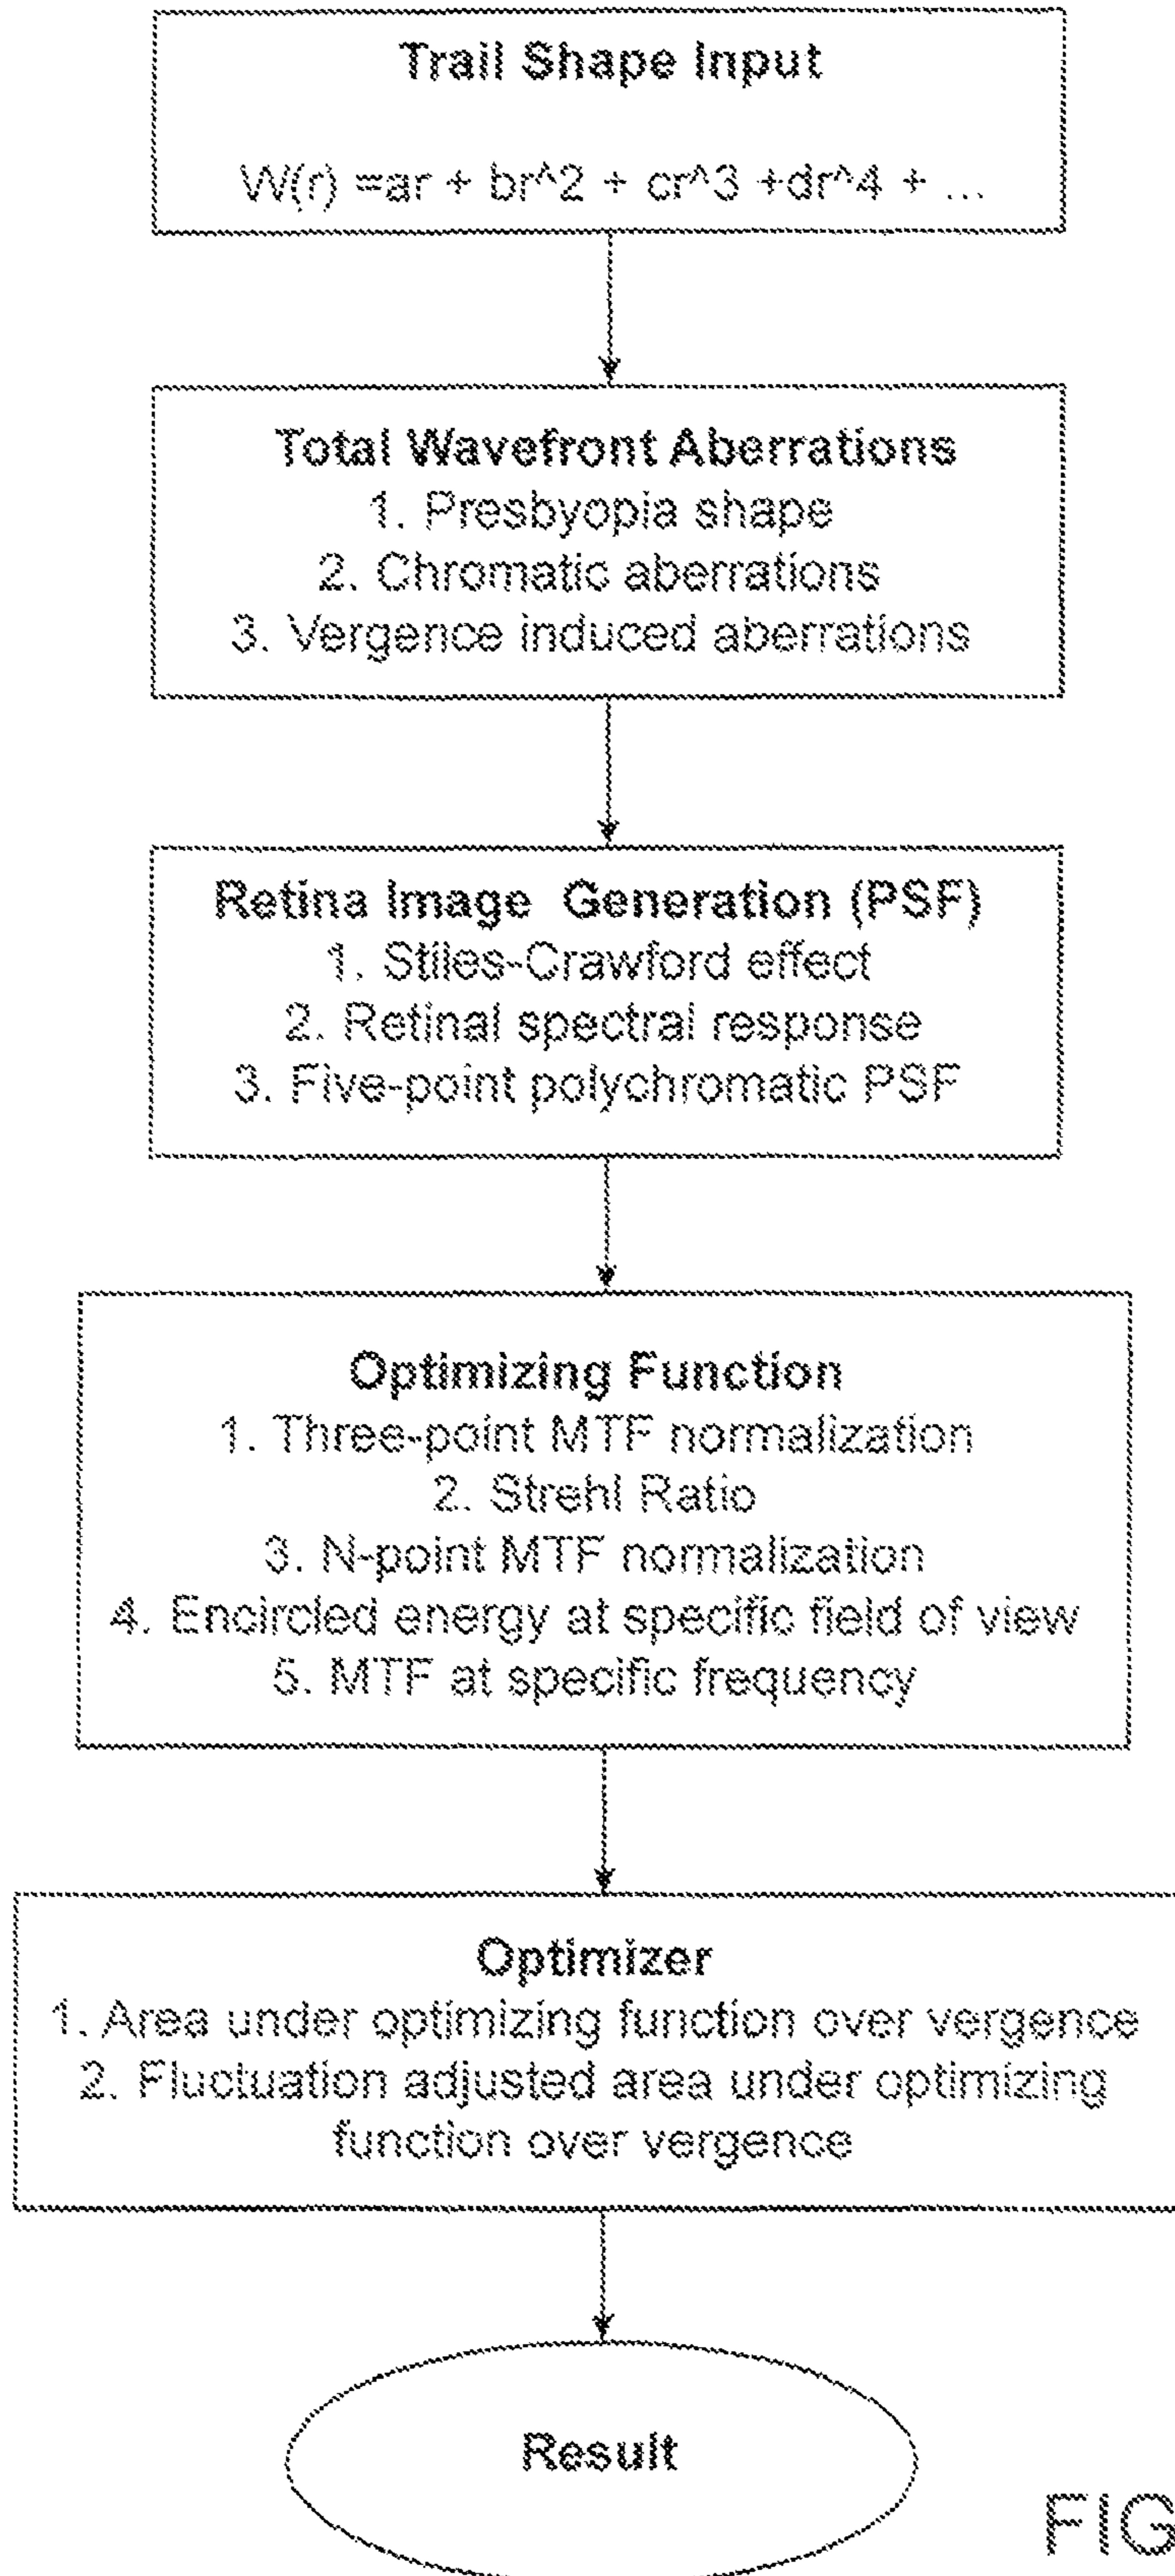 Trail Shape Input
W(r) =ar + br^2 + cr^3 +dr^4 + ...
Total Wavefront Aberrations
1. Presbyopia shape
2. Chromatic aberrations
3. Vergence induced aberrations
Retina Image Generation (PSF)
1. Stiles-Crawford effect
2. Retinal spectral response
3. Five-point polychromatic PSF
Optimizing Function
1. Three-point MTF normalization
2. Strehl Ratio
3. N-point MTF normalization
4. Encircled energy at specific field of view
5. MTF at specific frequency
Optimizer
1. Area under optimizing function over vergence
2. Fluctuation adjusted area under optimizing
function over vergence
Result
FIG